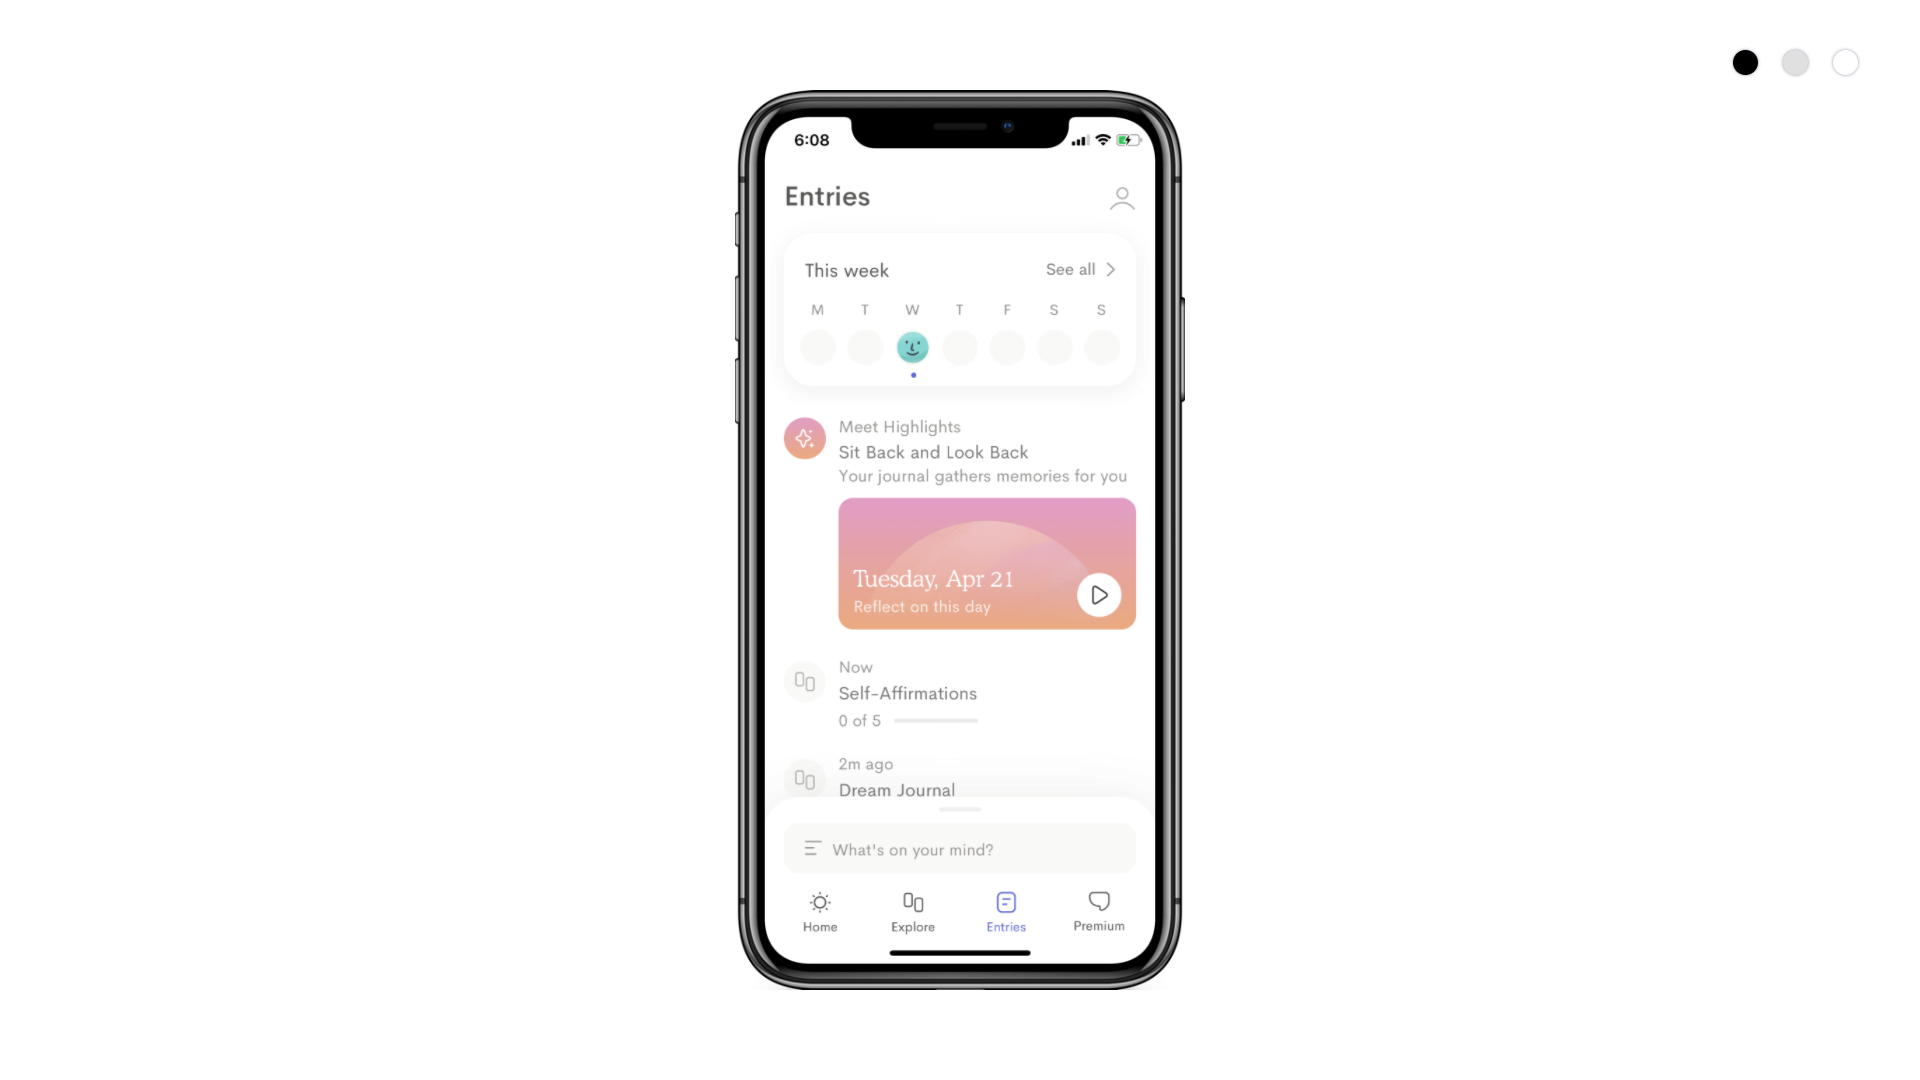 6:08
Entries
This week
See all
M T W T F S S
Meet Highlights
Sit Back and Look Back
Your journal gathers memories for you
Tuesday, Apr 21
Reflect on this day
Now
Self-Affirmations
0 of 5
2m ago
Dream Journal
What's on your mind?
Home Explore Entries Premium